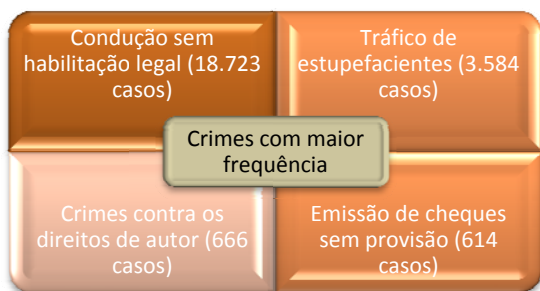 Condução sem
habilitação legal (18.723
casos)
Tráfico de
estupefacientes (3.584
casos)
Crimes com maior
frequência
Crimes contra os
direitos de autor (666
casos)
Emissão de cheques
sem provisão (614
casos)